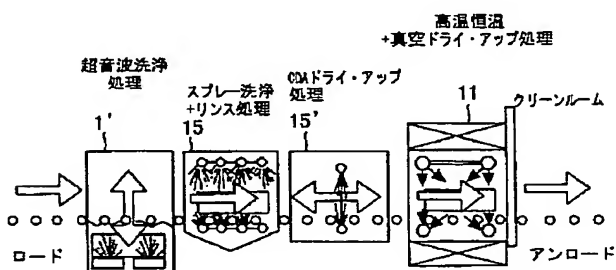 高温恒温
+真空ドライ・アップ処理
超音波洗浄
処理
スプレー洗浄
+リンス処理
CDAドライ・アップ
処理
クリーンルーム
1'
15
15'
11
ロード
アンロード